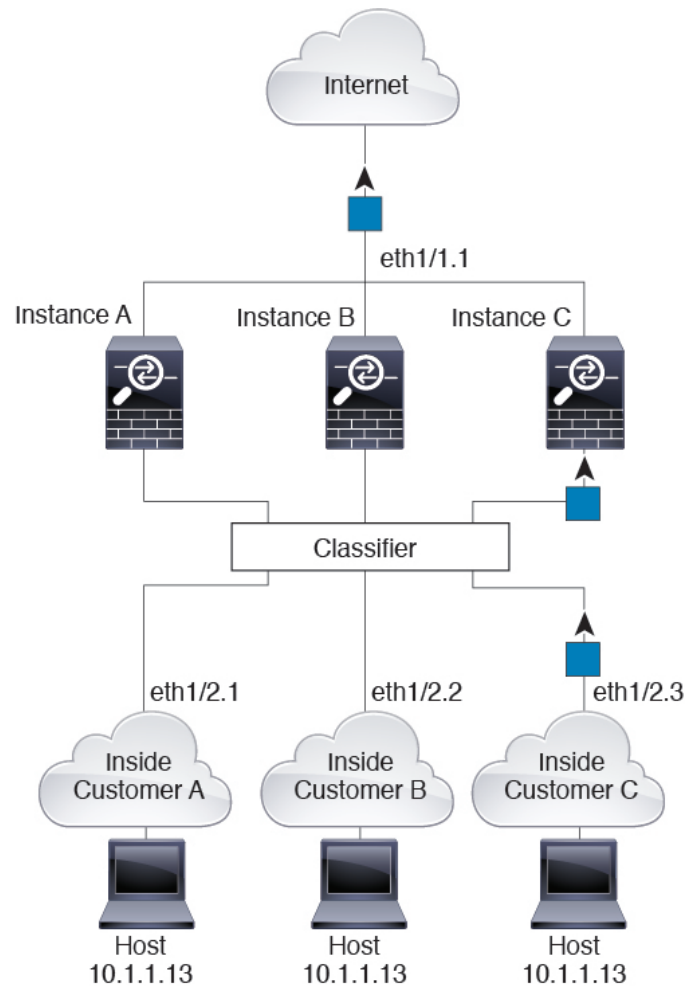 Internet
eth1/1.1
Instance A
Instance B
Instance C
Classifier
eth1/2.1
eth1/2.2
eth1/2.3
Inside
Customer A
Inside
Customer B
Inside
Customer C
Host
10.1.1.13
Host
10.1.1.13
Host
10.1.1.13